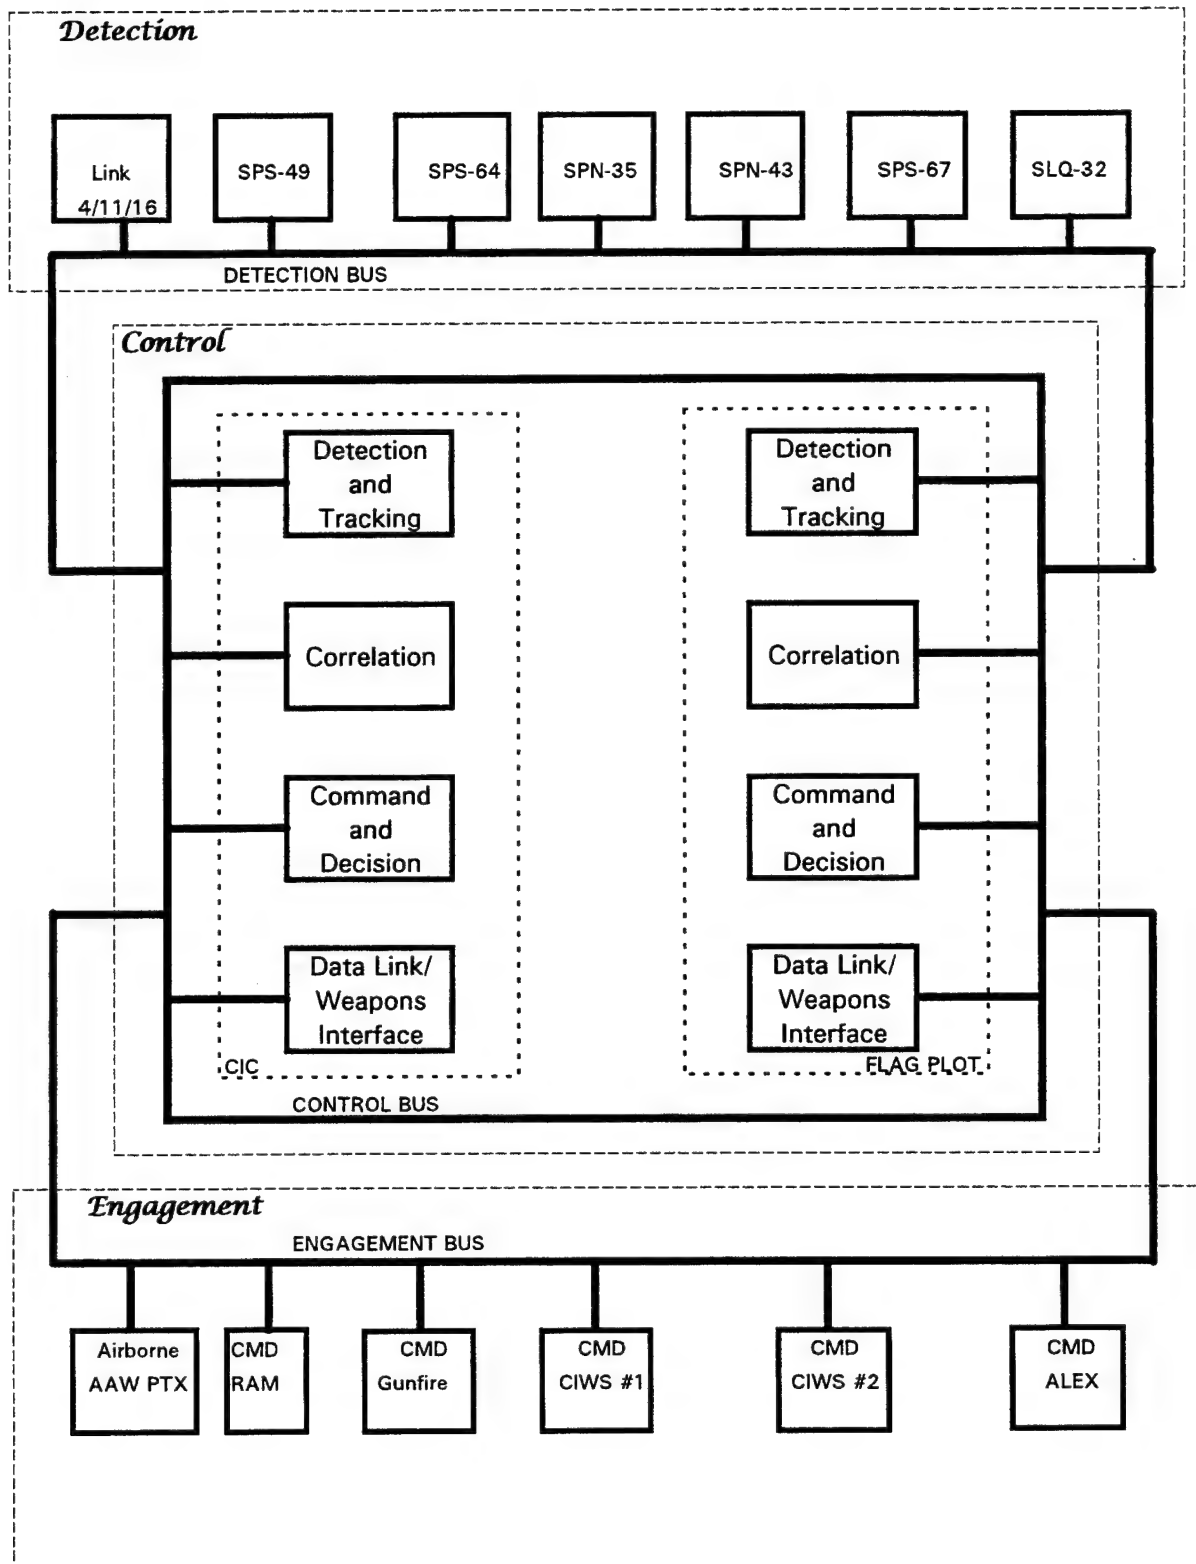 Detection
Link
4/11/16
SPS-49
SPS-64
SPN-35
SPN-43
SPS-67
SLQ-32
DETECTION BUS
Control
Detection
and
Tracking
Correlation
Command
and
Decision
Data Link/
Weapons
Interface
CIC
Detection
and
Tracking
Correlation
Command
and
Decision
Data Link/
Weapons
Interface
FLAG PLOT
CONTROL BUS
Engagement
ENGAGEMENT BUS
Airborne
AAW PTX
CMD
RAM
CMD
Gunfire
CMD
CIWS #1
CMD
CIWS #2
CMD
ALEX